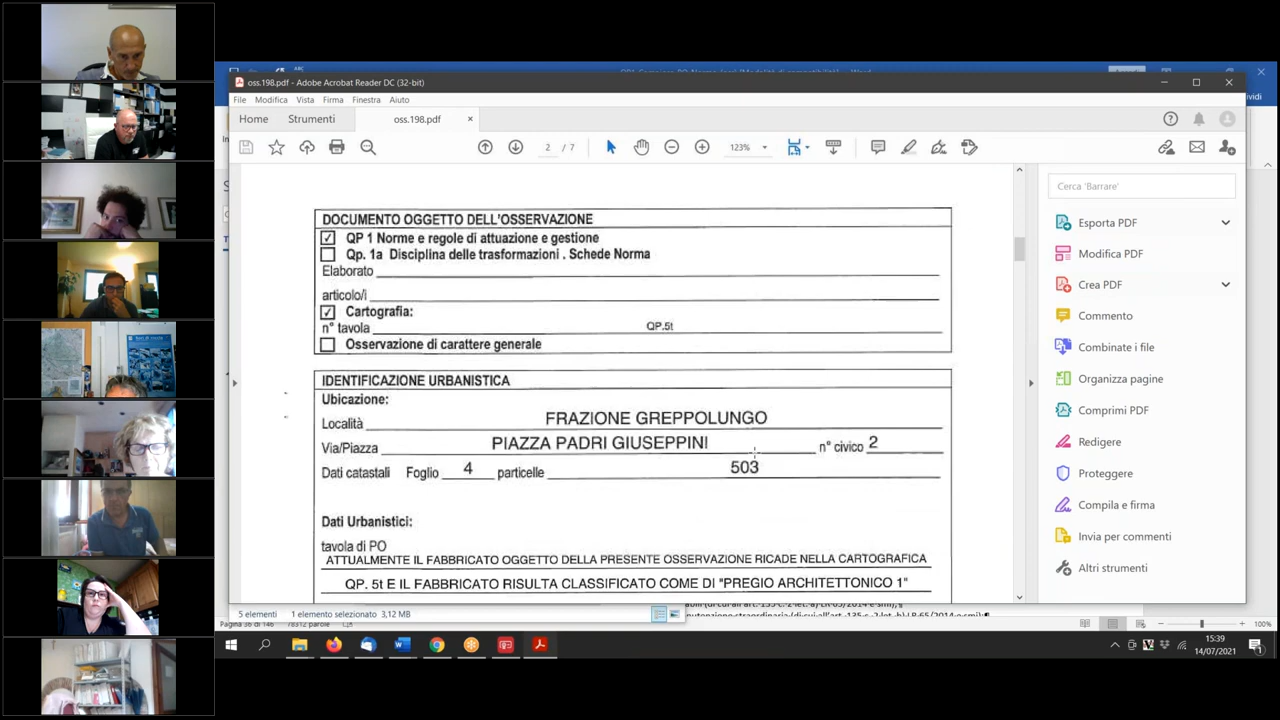 oss.198.pdf - Adobe Acrobat Reader DC (32-bit)
File Modifica Vista Firma Finestra Aiuto
Home Strumenti oss.198.pdf ×
2 / 7 123%
Cerca 'Barrare'
Esporta PDF
Modifica PDF
Crea PDF
Commento
Combinate i file
Organizza pagine
Comprimi PDF
Redigere
Proteggere
Compila e firma
Invia per commenti
Altri strumenti
DOCUMENTO OGGETTO DELL'OSSERVAZIONE
QP 1 Norme e regole di attuazione e gestione
Qp. 1a Disciplina delle trasformazioni . Schede Norma
Elaborato
articolo/i
Cartografia:
n° tavola QP.5t
Osservazione di carattere generale
IDENTIFICAZIONE URBANISTICA
Ubicazione:
Località FRAZIONE GREPPOLUNGO
Via/Piazza PIAZZA PADRI GIUSEPPINI n° civico 2
Dati catastali Foglio 4 particelle 503
Dati Urbanistici:
tavola di PO
ATTUALMENTE IL FABBRICATO OGGETTO DELLA PRESENTE OSSERVAZIONE RICADE NELLA CARTOGRAFICA
QP. 5t E IL FABBRICATO RISULTA CLASSIFICATO COME DI "PREGIO ARCHITETTONICO 1"
5 elementi 1 elemento selezionato 3,12 MB
Pagina 36 di 146 78312 parole
100%
15:39
14/07/2021